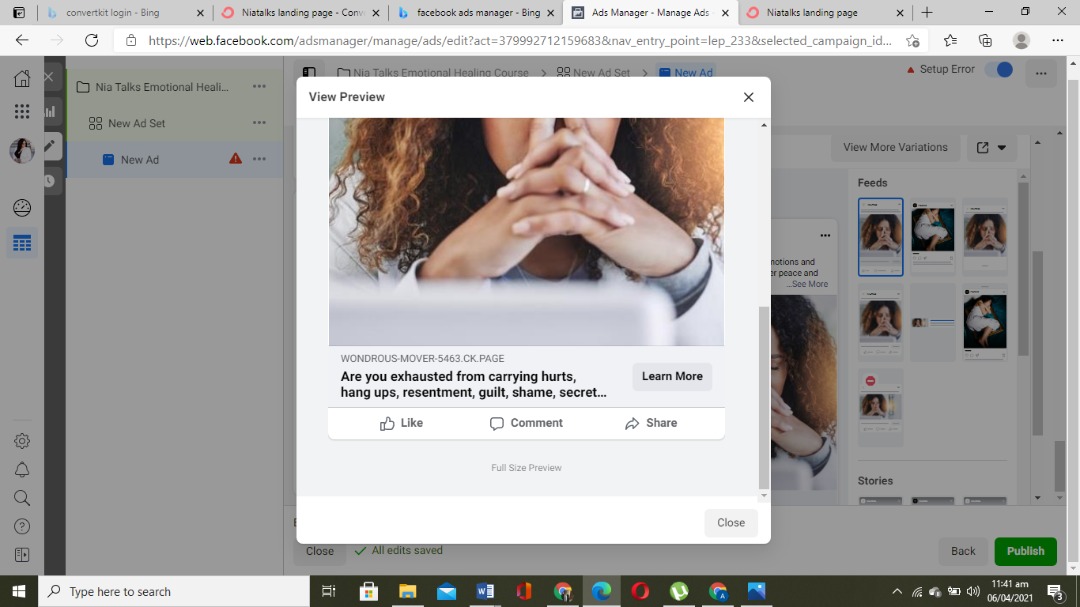 convertkit login - Bing
Niatalks landing page - Conv
facebook ads manager - Bing
Ads Manager - Manage Ads
Niatalks landing page
https://web.facebook.com/adsmanager/manage/ads/edit?act=379992712159683&nav_entry_point=lep_233&selected_campaign_id...
Nia Talks Emotional Healing Course > New Ad Set > New Ad
Setup Error
Nia Talks Emotional Heali...
New Ad Set
New Ad
View Preview
View More Variations
Feeds
motions and
er peace and
...See More
WONDROUS-MOVER-5463.CK.PAGE
Are you exhausted from carrying hurts,
hang ups, resentment, guilt, shame, secret...
Learn More
Like
Comment
Share
Full Size Preview
Stories
Close
Close
All edits saved
Back
Publish
Type here to search
11:41 am
06/04/2021
3